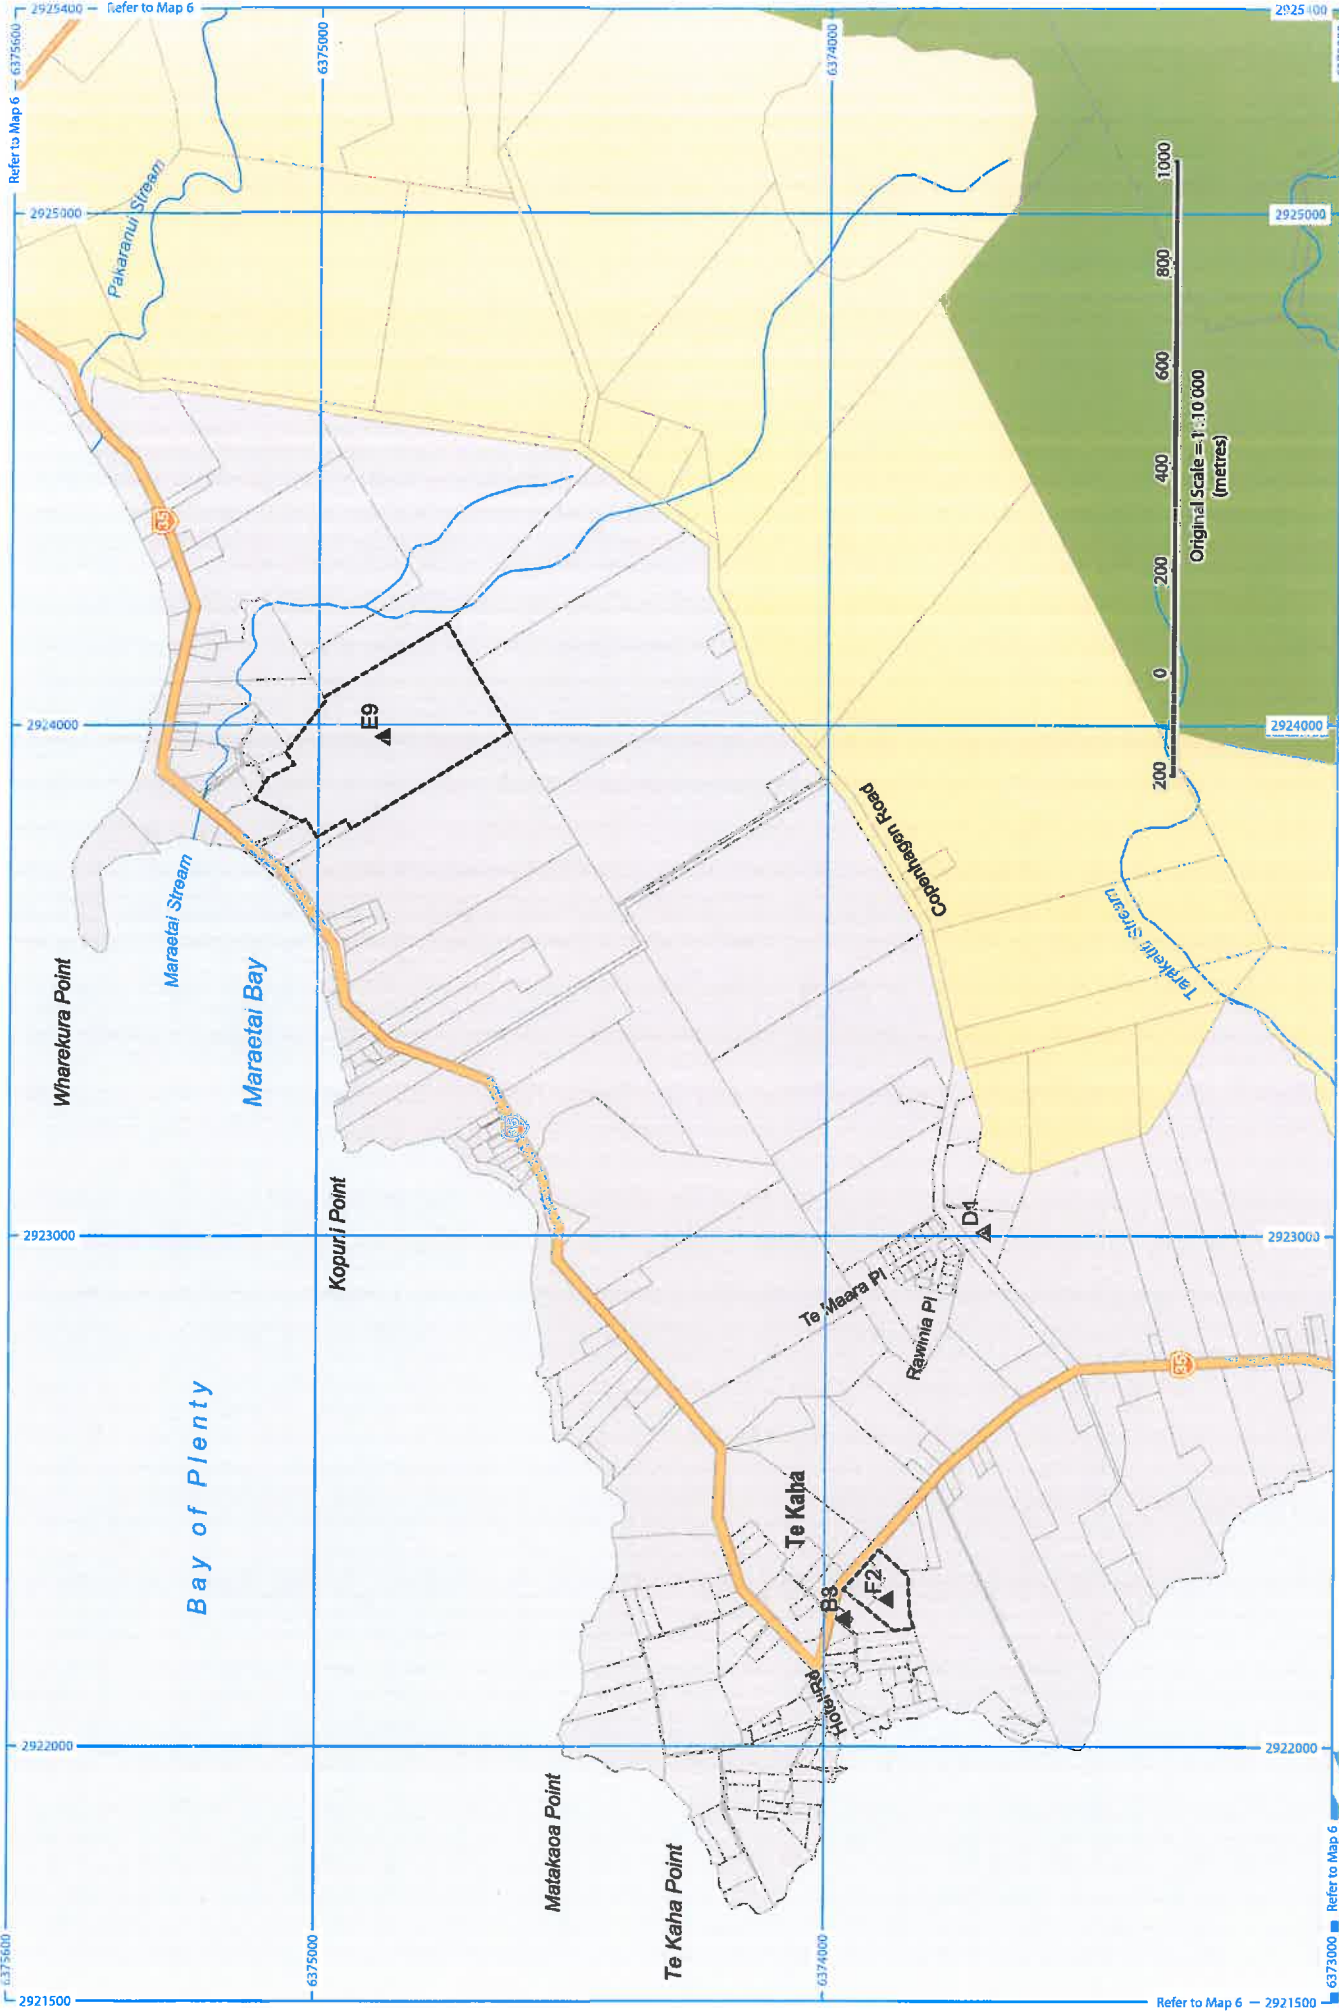 2925400
Refer to Map 6
2925400
6375600
Refer to Map 6
6375000
6374000
Pakaranui Stream
2925000
2925000
35
1000
800
600
400
200
0
200
Original Scale = 1:10 000
(metres)
E9
2924000
2924000
Copenhagen Road
Maraetai Stream
Wharekura Point
Maraetai Bay
35
Kopuni Point
2923000
2923000
D1
Te Maara Pl
Rawinia Pl
35
Bay of Plenty
Te Kaha
B3
F2
Hotel Rd
2922000
2922000
Matakaoa Point
Te Kaha Point
6375600
6375000
6374000
6373000
Refer to Map 6
2921500
Refer to Map 6
2921500